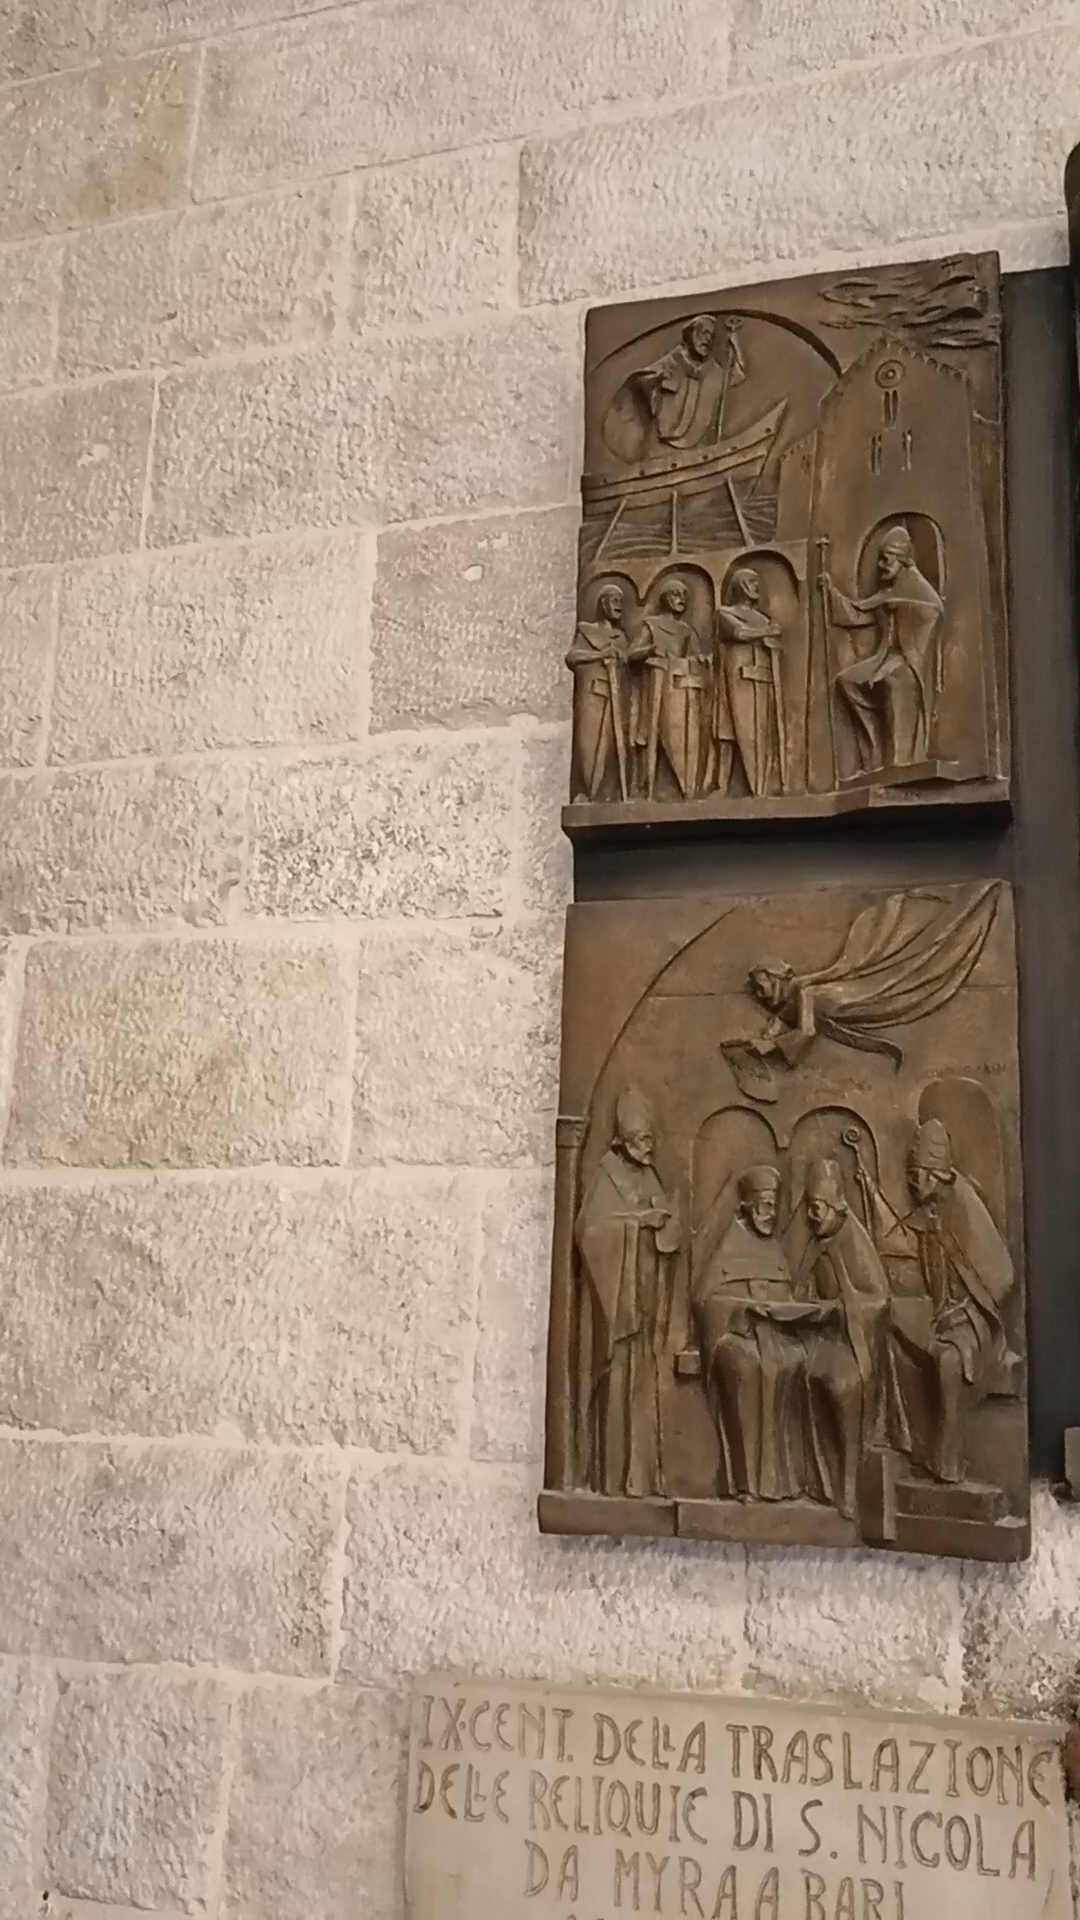 IX·CENT. DELLA TRASLAZIONE
DELLE RELIQUIE DI S. NICOLA
DA MYRA A BARI